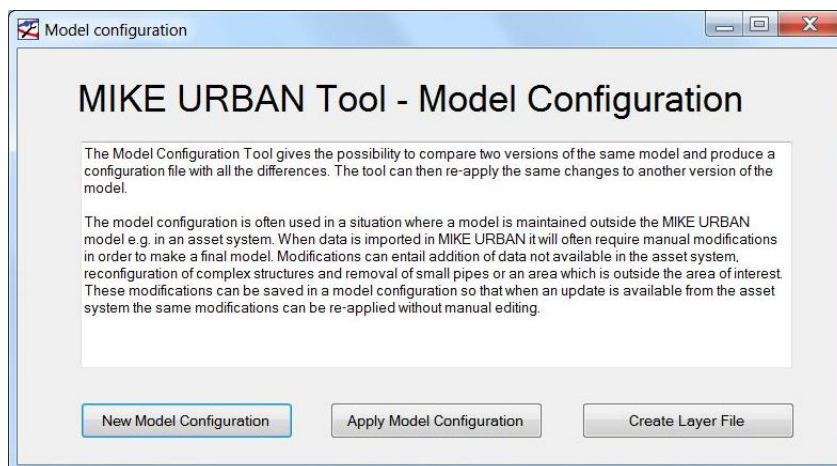 Model configuration
MIKE URBAN Tool - Model Configuration
The Model Configuration Tool gives the possibility to compare two versions of the same model and produce a
configuration file with all the differences. The tool can then re-apply the same changes to another version of the
model.
The model configuration is often used in a situation where a model is maintained outside the MIKE URBAN
model e.g. in an asset system. When data is imported in MIKE URBAN it will often require manual modifications
in order to make a final model. Modifications can entail addition of data not available in the asset system,
reconfiguration of complex structures and removal of small pipes or an area which is outside the area of interest.
These modifications can be saved in a model configuration so that when an update is available from the asset
system the same modifications can be re-applied without manual editing.
New Model Configuration
Apply Model Configuration
Create Layer File